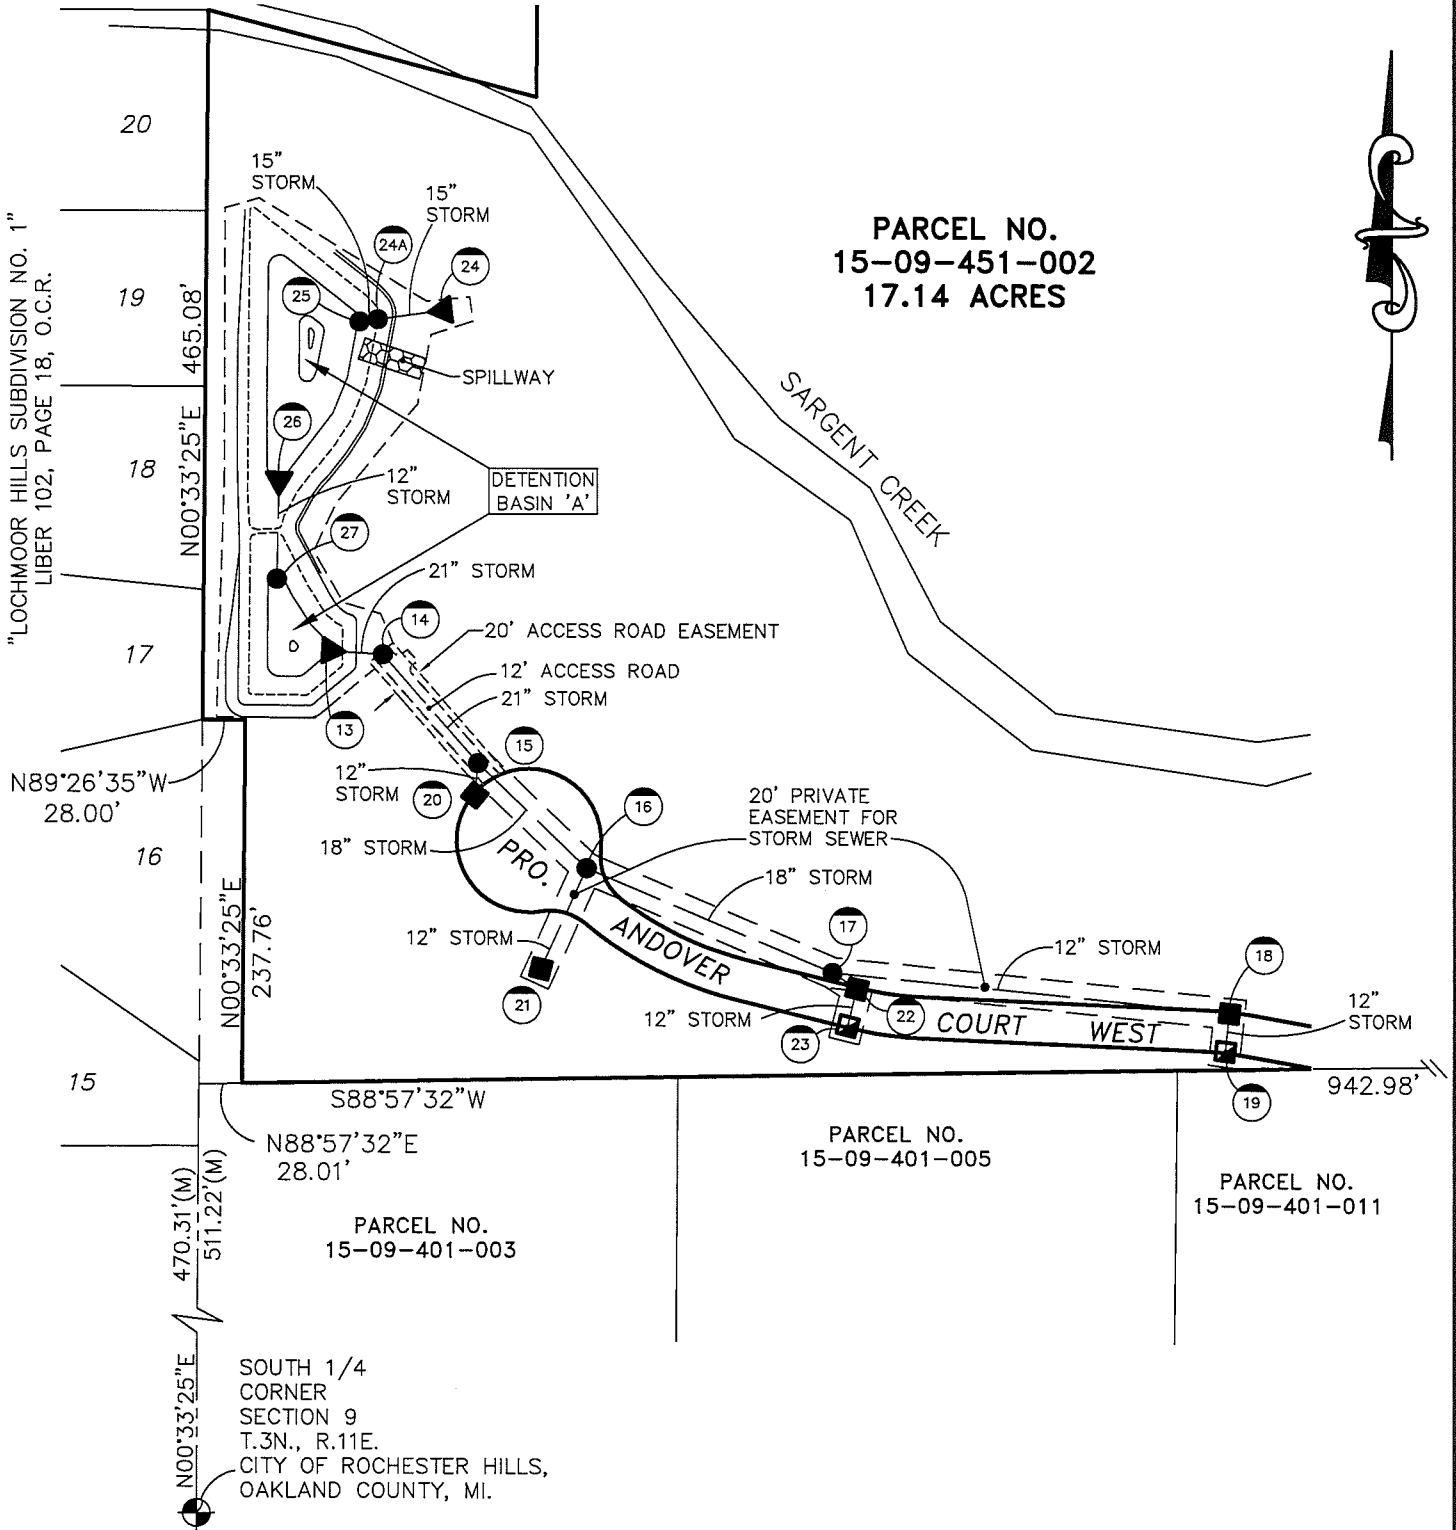 "LOCHMOOR HILLS SUBDIVISION NO. 1"
LIBER 102, PAGE 18, O.C.R.
20
19
18
17
16
15
N00°33'25"E 465.08'
15"
STORM
15"
STORM
24A
24
25
SPILLWAY
26
12"
STORM
DETENTION
BASIN 'A'
27
21" STORM
14
20' ACCESS ROAD EASEMENT
12' ACCESS ROAD
21" STORM
13
15
12"
STORM
20
18" STORM
16
PARCEL NO.
15-09-451-002
17.14 ACRES
SARGENT CREEK
20' PRIVATE
EASEMENT FOR
STORM SEWER
18" STORM
PRO.
ANDOVER
COURT
WEST
12" STORM
21
17
12" STORM
18
12"
STORM
12" STORM
22
23
19
N89°26'35"W
28.00'
N00°33'25"E
237.76'
S88°57'32"W
942.98'
N88°57'32"E
28.01'
PARCEL NO.
15-09-401-003
PARCEL NO.
15-09-401-005
PARCEL NO.
15-09-401-011
470.31'(M)
511.22'(M)
N00°33'25"E
SOUTH 1/4
CORNER
SECTION 9
T.3N., R.11E.
CITY OF ROCHESTER HILLS,
OAKLAND COUNTY, MI.